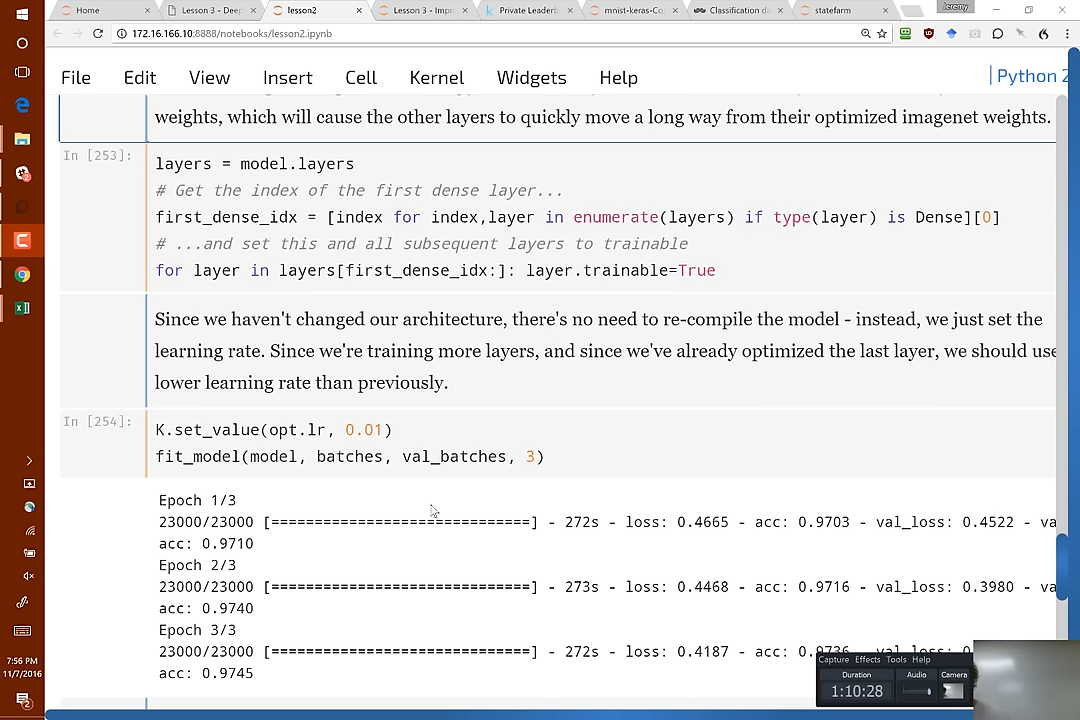 Home
Lesson 3 - Deep
lesson2
Lesson 3 - Impro
Private Leaderb
mnist-keras-Co
Classification da
statefarm
Jeremy
172.16.166.10:8888/notebooks/lesson2.ipynb
File Edit View Insert Cell Kernel Widgets Help
Python 2
weights, which will cause the other layers to quickly move a long way from their optimized imagenet weights.
In [253]:
layers = model.layers
# Get the index of the first dense layer...
first_dense_idx = [index for index,layer in enumerate(layers) if type(layer) is Dense][0]
# ...and set this and all subsequent layers to trainable
for layer in layers[first_dense_idx:]: layer.trainable=True
Since we haven't changed our architecture, there's no need to re-compile the model - instead, we just set the
learning rate. Since we're training more layers, and since we've already optimized the last layer, we should use
lower learning rate than previously.
In [254]:
K.set_value(opt.lr, 0.01)
fit_model(model, batches, val_batches, 3)
Epoch 1/3
23000/23000 [==============================] - 272s - loss: 0.4665 - acc: 0.9703 - val_loss: 0.4522 - va
acc: 0.9710
Epoch 2/3
23000/23000 [==============================] - 273s - loss: 0.4468 - acc: 0.9716 - val_loss: 0.3980 - va
acc: 0.9740
Epoch 3/3
23000/23000 [==============================] - 272s - loss: 0.4187 - acc: 0.9736 - val_loss:
acc: 0.9745
Capture Effects Tools Help
Duration Audio Camera
1:10:28
7:56 PM
11/7/2016